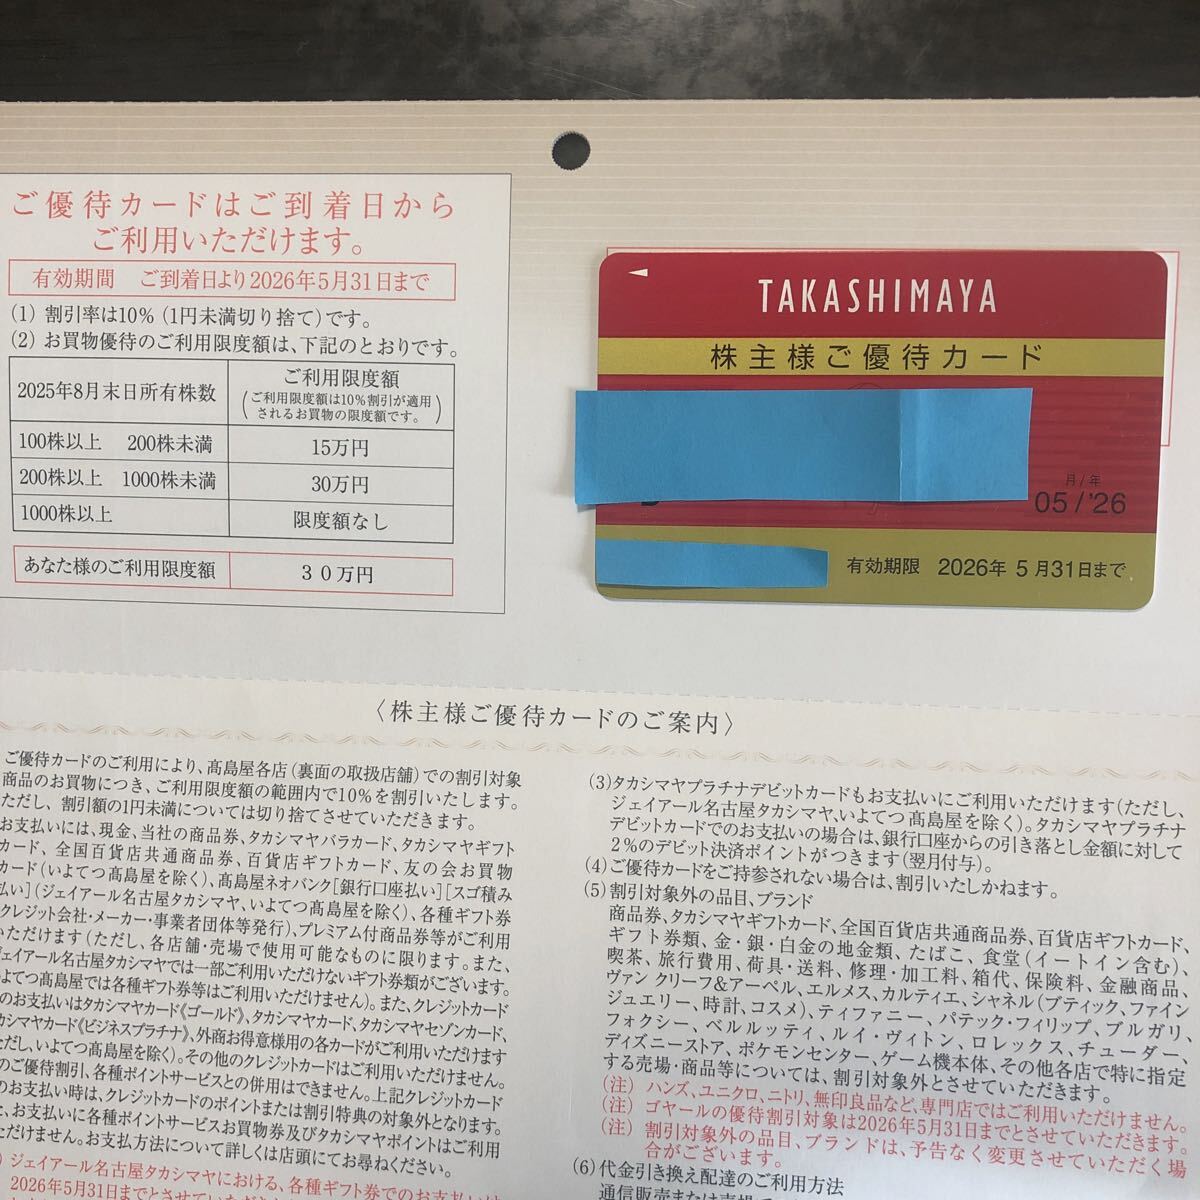 ご優待カードはご到着日から
ご利用いただけます。
有効期間 ご到着日より2026年5月31日まで
(1) 割引率は10%(1円未満切り捨て)です。
(2) お買物優待のご利用限度額は、下記のとおりです。
2025年8月末日所有株数
ご利用限度額
(ご利用限度額は10%割引が適用
されるお買物の限度額です。)
100株以上 200株未満 15万円
200株以上 1000株未満 30万円
1000株以上 限度額なし
あなた様のご利用限度額 30万円
TAKASHIMAYA
株主様ご優待カード
月/年
05/'26
有効期限 2026年 5月31日まで
〈株主様ご優待カードのご案内〉
ご優待カードのご利用により、髙島屋各店(裏面の取扱店舗)での割引対象
商品のお買物につき、ご利用限度額の範囲内で10%を割引いたします。
ただし、割引額の1円未満については切り捨てさせていただきます。
お支払いには、現金、当社の商品券、タカシマヤバラカード、タカシマヤギフト
カード、全国百貨店共通商品券、百貨店ギフトカード、友の会お買物
カード(いよてつ髙島屋を除く)、髙島屋ネオバンク[銀行口座払い][スゴ積み
払い](ジェイアール名古屋タカシマヤ、いよてつ髙島屋を除く)、各種ギフト券
クレジット会社・メーカー・事業者団体等発行)、プレミアム付商品券等がご利用
いただけます(ただし、各店舗・売場で使用可能なものに限ります。また、
ジェイアール名古屋タカシマヤでは一部ご利用いただけないギフト券類がございます。
いよてつ髙島屋では各種ギフト券等はご利用いただけません)。また、クレジットカード
のお支払いはタカシマヤカード《ゴールド》、タカシマヤカード、タカシマヤセゾンカード、
カシマヤカード《ビジネスプラチナ》、外商お得意様用の各カードがご利用いただけます
ただし、いよてつ髙島屋を除く)。その他のクレジットカードはご利用いただけません。
のご優待割引、各種ポイントサービスとの併用はできません。上記クレジットカード
のお支払い時は、クレジットカードのポイントまたは割引特典の対象外となります。
た、お支払いに各種ポイントサービスお買物券及びタカシマヤポイントはご利用
ただけません。お支払方法について詳しくは店頭にてお尋ねください。
) ジェイアール名古屋タカシマヤにおける、各種ギフト券でのお支払いは
2026年5月31日までとさせていただき
(3)タカシマヤプラチナデビットカードもお支払いにご利用いただけます(ただし、
ジェイアール名古屋タカシマヤ、いよてつ髙島屋を除く)。タカシマヤプラチナ
デビットカードでのお支払いの場合は、銀行口座からの引き落とし金額に対して
2%のデビット決済ポイントがつきます(翌月付与)。
(4)ご優待カードをご持参されない場合は、割引いたしかねます。
(5)割引対象外の品目、ブランド
商品券、タカシマヤギフトカード、全国百貨店共通商品券、百貨店ギフトカード、
ギフト券類、金・銀・白金の地金類、たばこ、食堂(イートイン含む)、
喫茶、旅行費用、荷具・送料、修理・加工料、箱代、保険料、金融商品、
ヴァン クリーフ&アーペル、エルメス、カルティエ、シャネル(ブティック、ファイン
ジュエリー、時計、コスメ)、ティファニー、パテック・フィリップ、ブルガリ、
フォクシー、ベルルッティ、ルイ・ヴィトン、ロレックス、チューダー、
ディズニーストア、ポケモンセンター、ゲーム機本体、その他各店で特に指定
する売場・商品等については、割引対象外とさせていただきます。
(注) ハンズ、ユニクロ、ニトリ、無印良品など、専門店ではご利用いただけません。
(注) ゴヤールの優待割引対象は2026年5月31日までとさせていただきます。
(注) 割引対象外の品目、ブランドは、予告なく変更させていただく場
合がございます。
(6)代金引き換え配達のご利用方法
通信販売または売場で